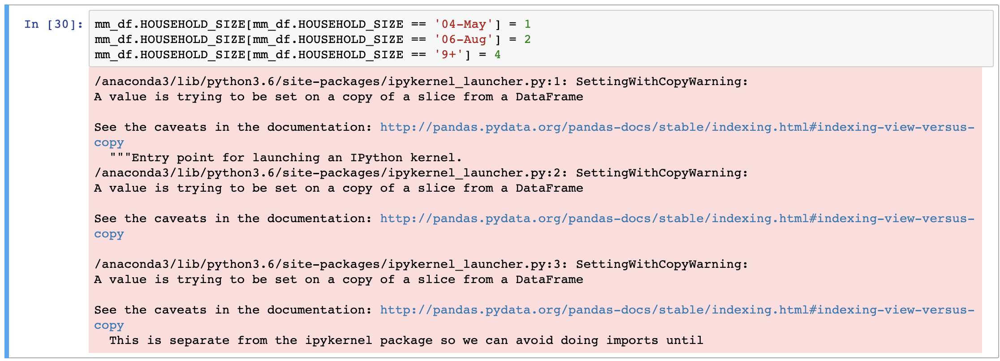 In [30]: mm_df.HOUSEHOLD_SIZE[mm_df.HOUSEHOLD_SIZE == '04-May'] = 1
mm_df.HOUSEHOLD_SIZE[mm_df.HOUSEHOLD_SIZE == '06-Aug'] = 2
mm_df.HOUSEHOLD_SIZE[mm_df.HOUSEHOLD_SIZE == '9+'] = 4
/anaconda3/lib/python3.6/site-packages/ipykernel_launcher.py:1: SettingWithCopyWarning:
A value is trying to be set on a copy of a slice from a DataFrame
See the caveats in the documentation: http://pandas.pydata.org/pandas-docs/stable/indexing.html#indexing-view-versus-
copy
"""Entry point for launching an IPython kernel.
/anaconda3/lib/python3.6/site-packages/ipykernel_launcher.py:2: SettingWithCopyWarning:
A value is trying to be set on a copy of a slice from a DataFrame
See the caveats in the documentation: http://pandas.pydata.org/pandas-docs/stable/indexing.html#indexing-view-versus-
copy
/anaconda3/lib/python3.6/site-packages/ipykernel_launcher.py:3: SettingWithCopyWarning:
A value is trying to be set on a copy of a slice from a DataFrame
See the caveats in the documentation: http://pandas.pydata.org/pandas-docs/stable/indexing.html#indexing-view-versus-
copy
This is separate from the ipykernel package so we can avoid doing imports until